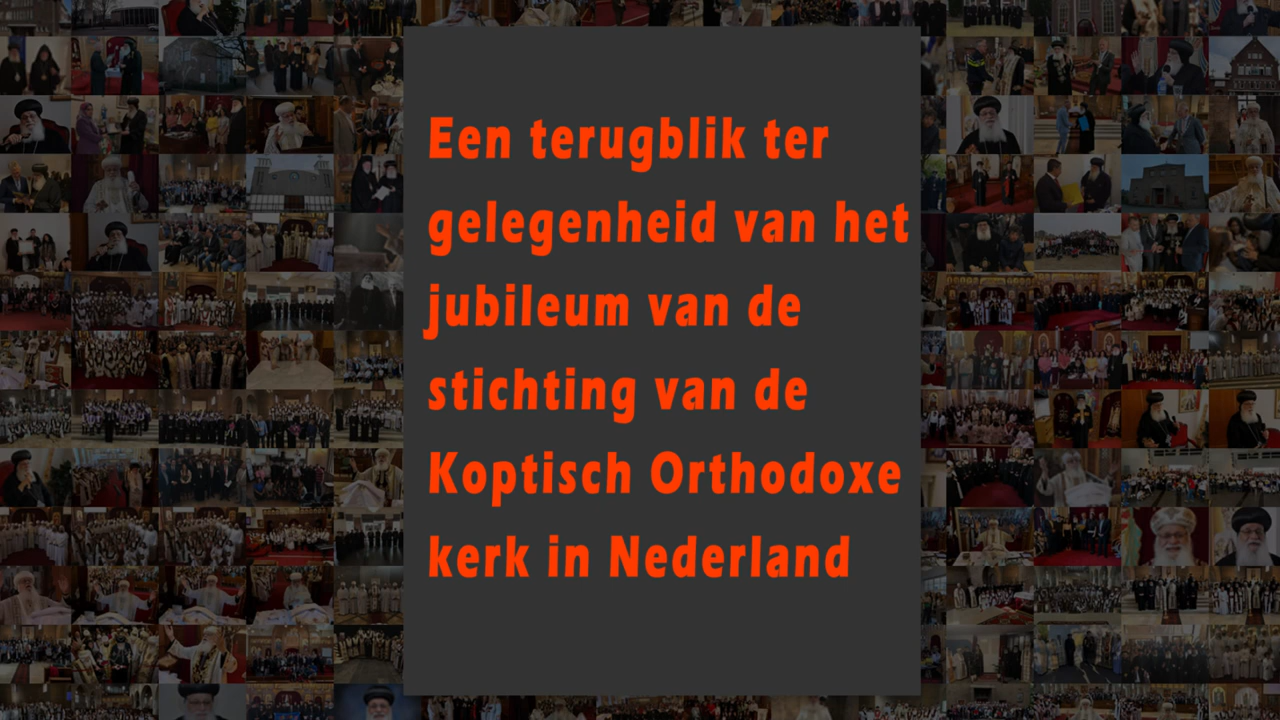 Een terugblik ter
gelegenheid van het
jubileum van de
stichting van de
Koptisch Orthodoxe
kerk in Nederland